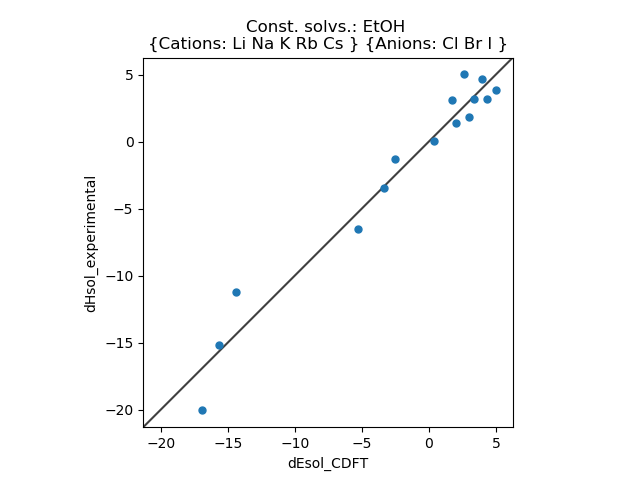 Const. solvs.: EtOH
{Cations: Li Na K Rb Cs } {Anions: Cl Br I }
5
0
−5
−10
−15
−20
dHsol_experimental
−20 −15 −10 −5 0 5
dEsol_CDFT